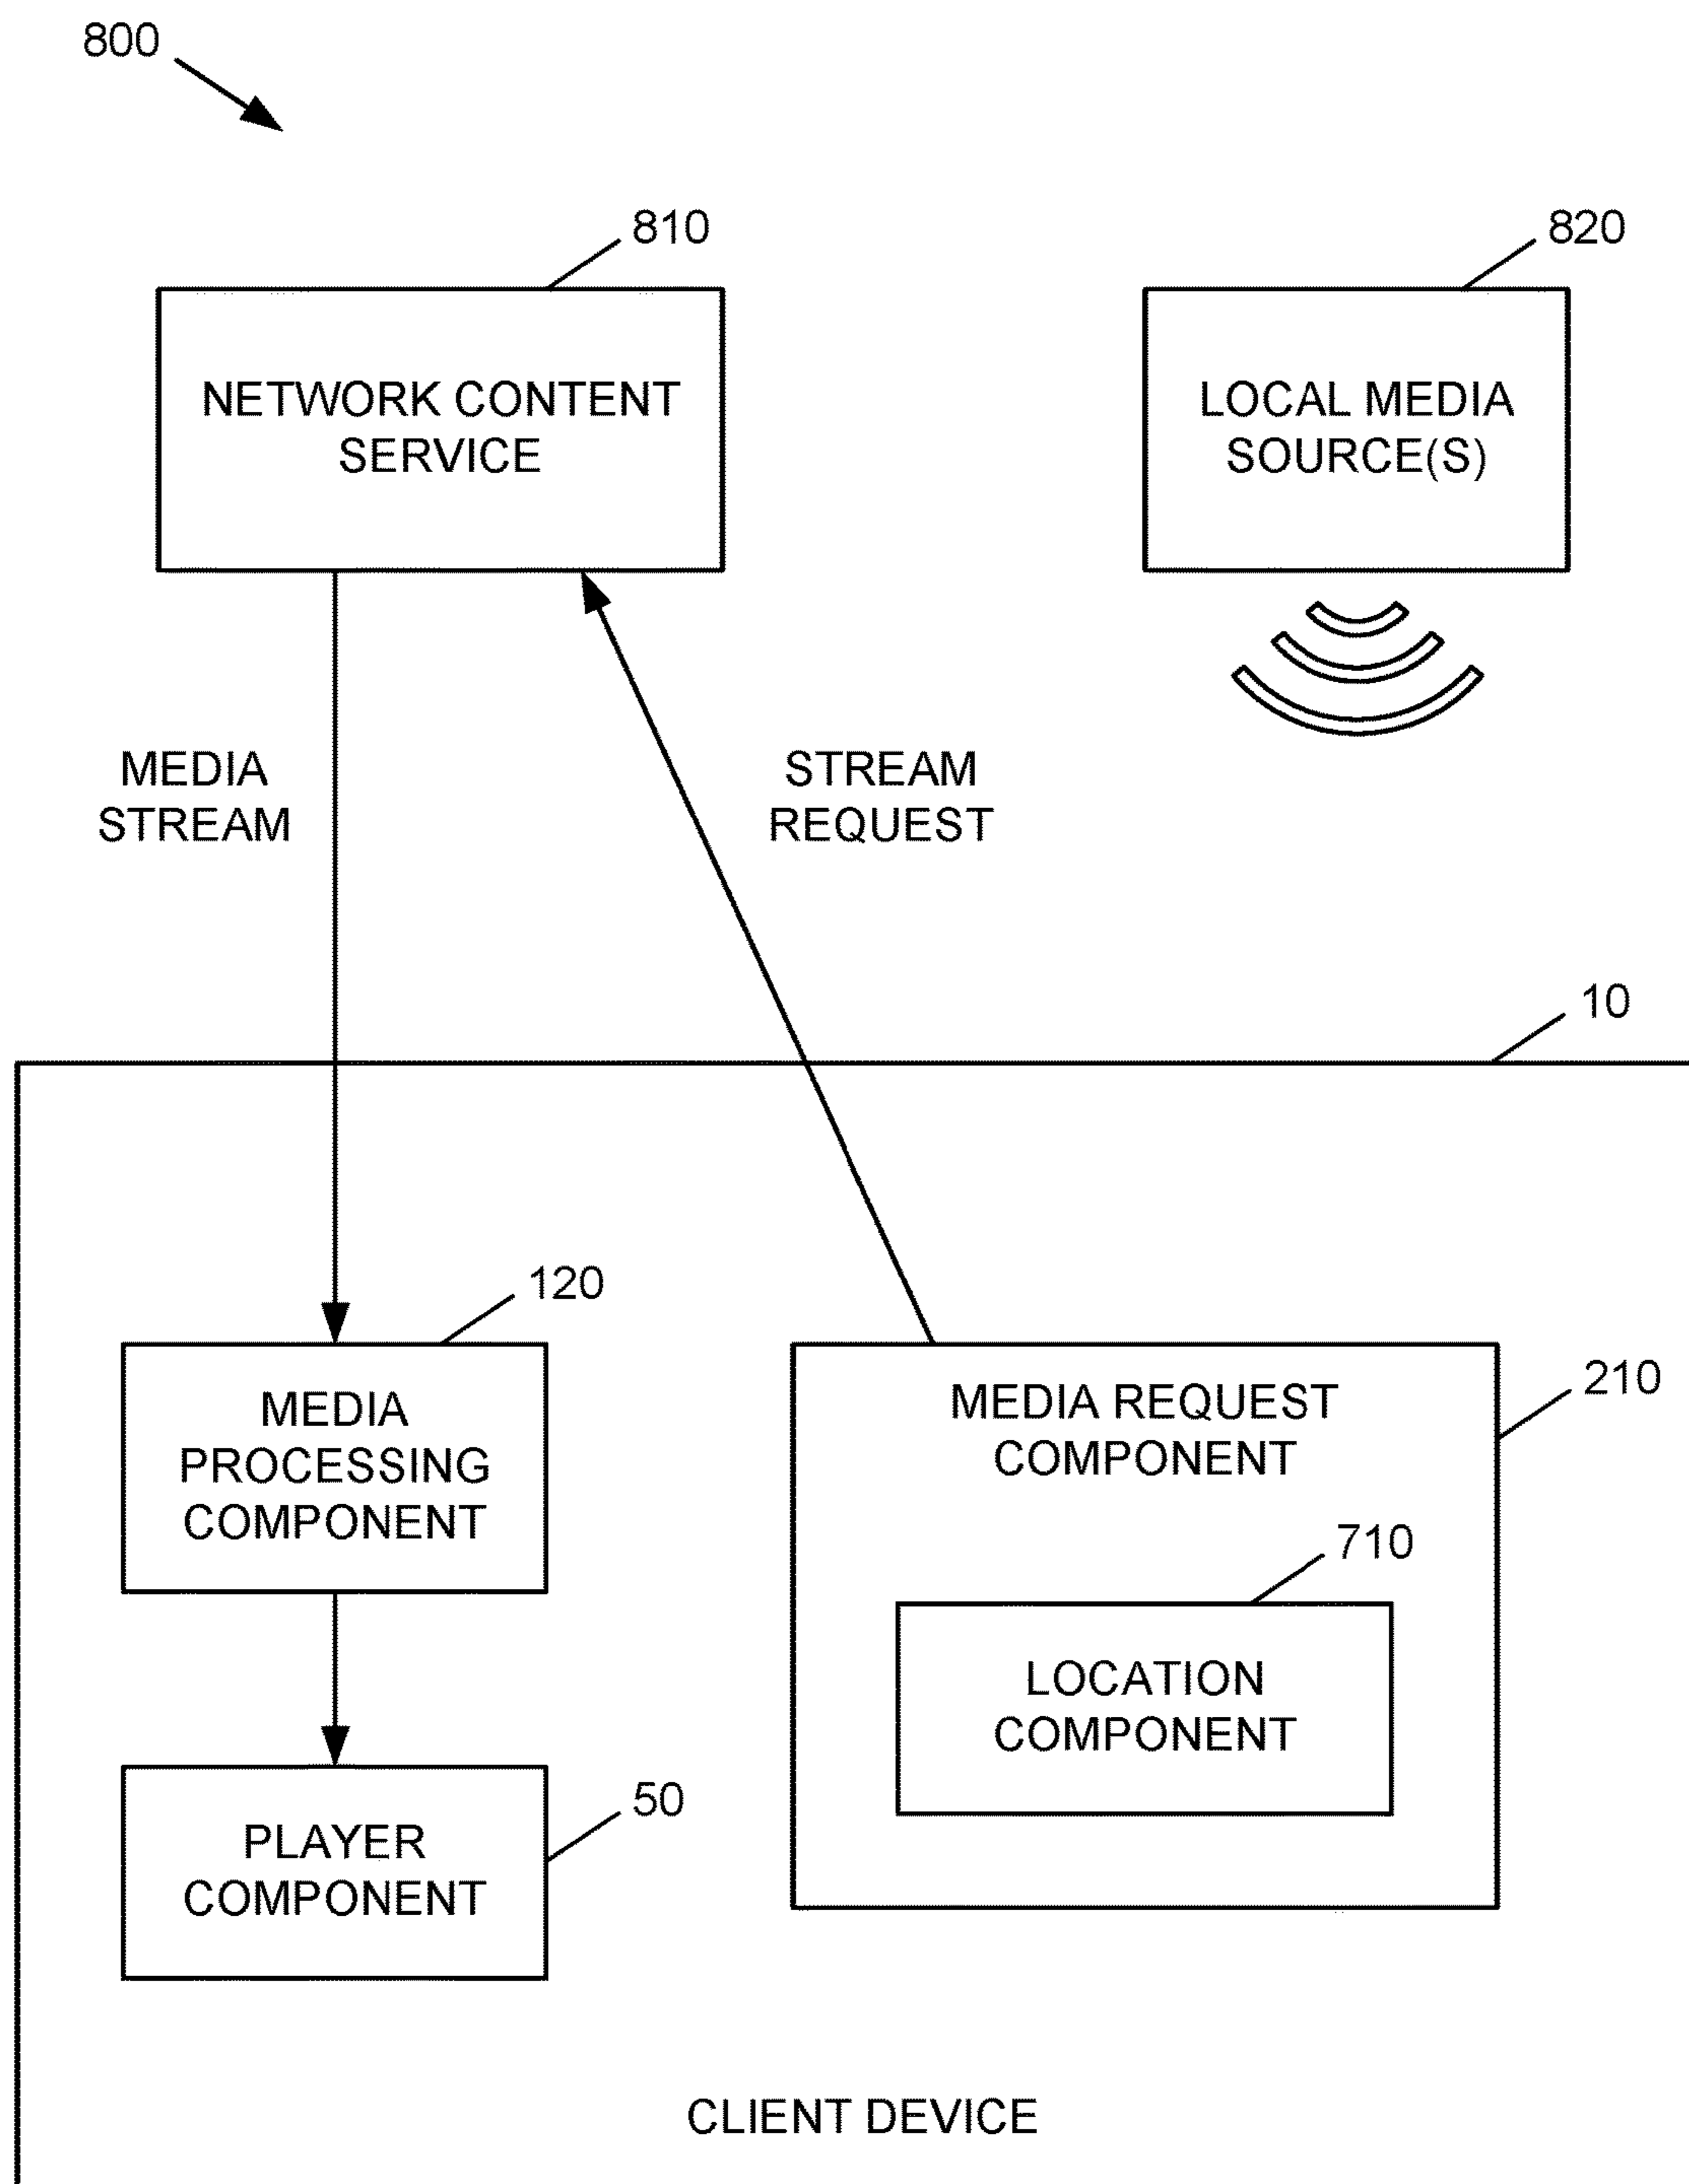 800
810
820
NETWORK CONTENT
SERVICE
LOCAL MEDIA
SOURCE(S)
MEDIA
STREAM
STREAM
REQUEST
10
120
MEDIA
PROCESSING
COMPONENT
MEDIA REQUEST
COMPONENT
210
710
LOCATION
COMPONENT
50
PLAYER
COMPONENT
CLIENT DEVICE